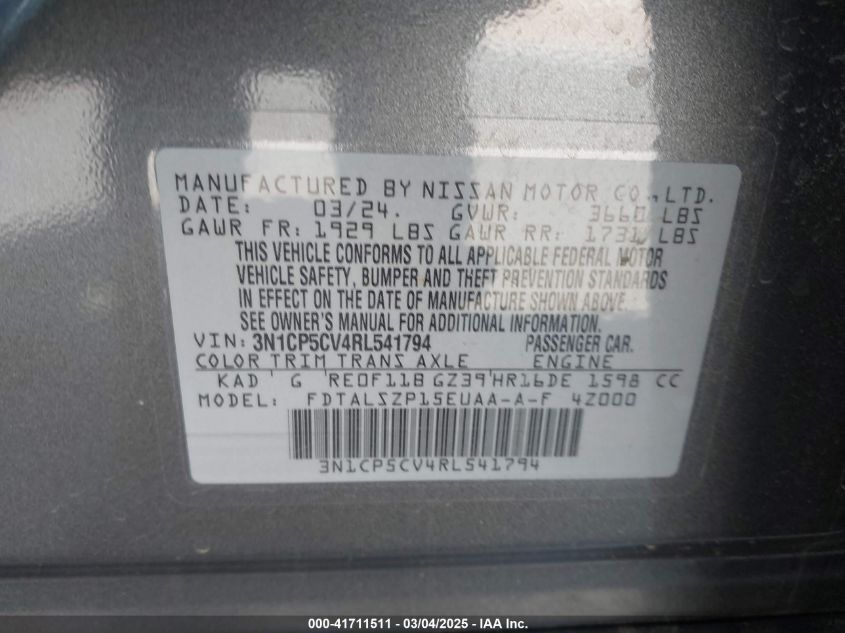 MANUFACTURED BY NISSAN MOTOR CO., LTD.
DATE: 03/24. GVWR: 3660 LBS
GAWR FR: 1929 LBS GAWR RR: 1731 LBS
THIS VEHICLE CONFORMS TO ALL APPLICABLE FEDERAL MOTOR
VEHICLE SAFETY, BUMPER AND THEFT PREVENTION STANDARDS
IN EFFECT ON THE DATE OF MANUFACTURE SHOWN ABOVE.
SEE OWNER'S MANUAL FOR ADDITIONAL INFORMATION.
VIN: 3N1CP5CV4RL541794 PASSENGER CAR.
COLOR TRIM TRANS AXLE ENGINE
KAD G RE0F11B GZ39 HR16DE 1598 CC
MODEL: FDTALSZP15EUAA-A-F 4Z000
3N1CP5CV4RL541794
000-41711511 - 03/04/2025 - IAA Inc.